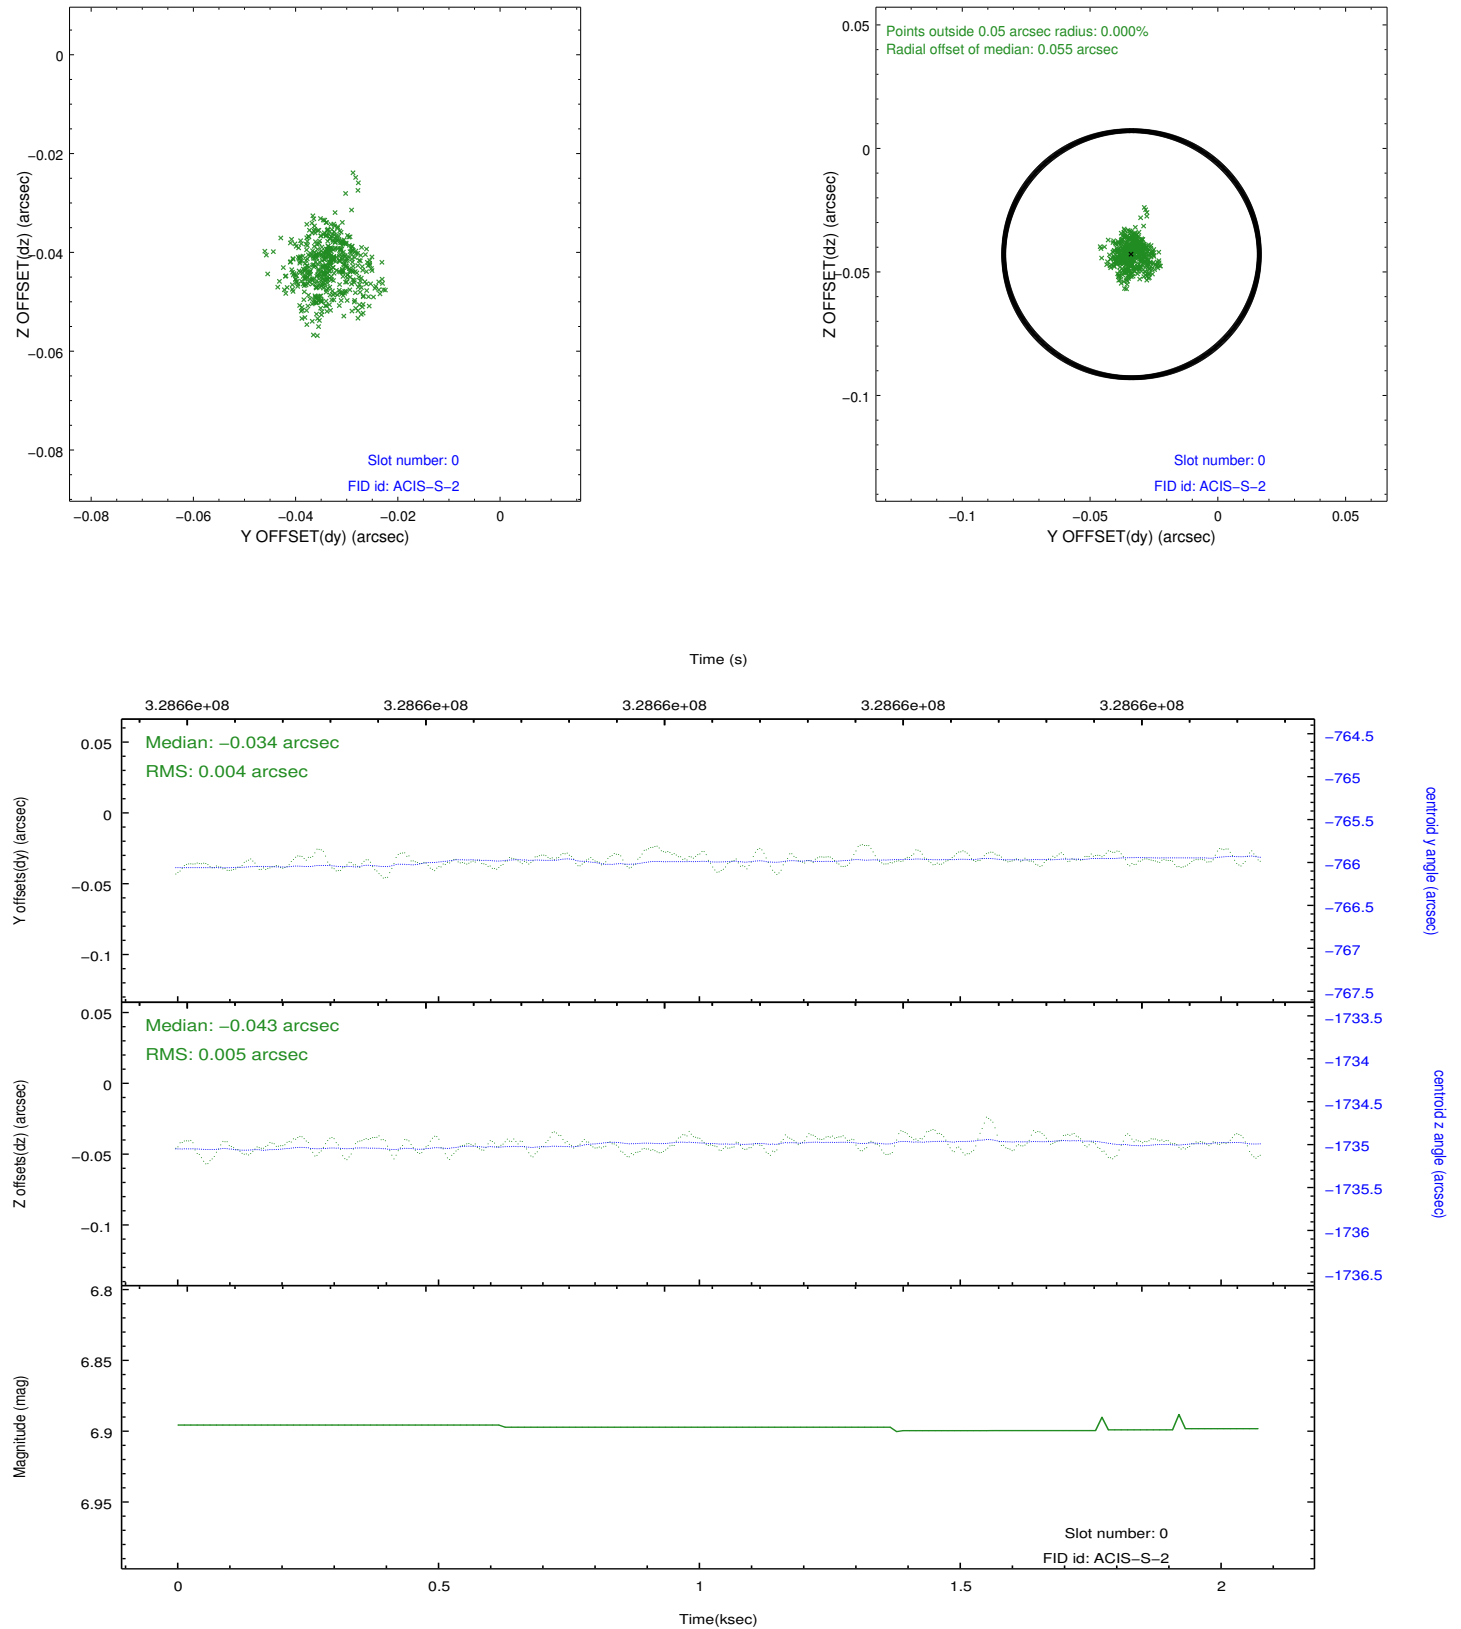 0
−0.02
−0.04
−0.06
−0.08
Z OFFSET(dz) (arcsec)
Slot number: 0
FID id: ACIS−S−2
−0.08
−0.06
−0.04
−0.02
0
Y OFFSET(dy) (arcsec)
Points outside 0.05 arcsec radius: 0.000%
Radial offset of median: 0.055 arcsec
0.05
0
−0.05
−0.1
Z OFFSET(dz) (arcsec)
Slot number: 0
FID id: ACIS−S−2
−0.1
−0.05
0
0.05
Y OFFSET(dy) (arcsec)
Time (s)
3.2866e+08
3.2866e+08
3.2866e+08
3.2866e+08
3.2866e+08
Median: −0.034 arcsec
RMS: 0.004 arcsec
0.05
0
−0.05
−0.1
Y offsets(dy) (arcsec)
−764.5
−765
−765.5
−766
−766.5
−767
−767.5
centroid y angle (arcsec)
Median: −0.043 arcsec
RMS: 0.005 arcsec
0.05
0
−0.05
−0.1
Z offsets(dz) (arcsec)
−1733.5
−1734
−1734.5
−1735
−1735.5
−1736
−1736.5
centroid z angle (arcsec)
6.8
6.85
6.9
6.95
Magnitude (mag)
Slot number: 0
FID id: ACIS−S−2
0
0.5
1
1.5
2
Time(ksec)